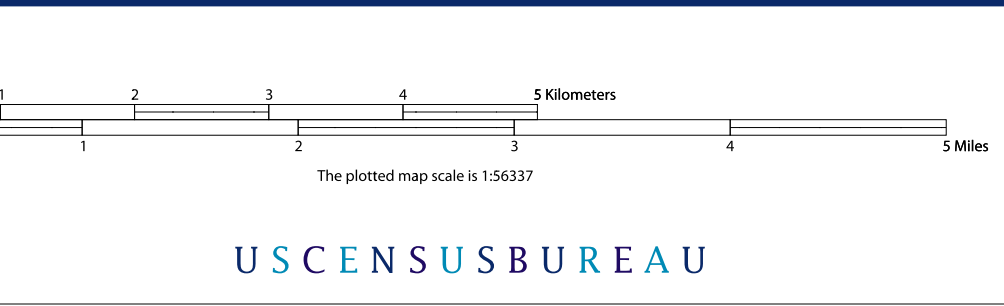 1 2 3 4 5 Kilometers
1 2 3 4 5 Miles
The plotted map scale is 1:56337
USCENSUSBUREAU